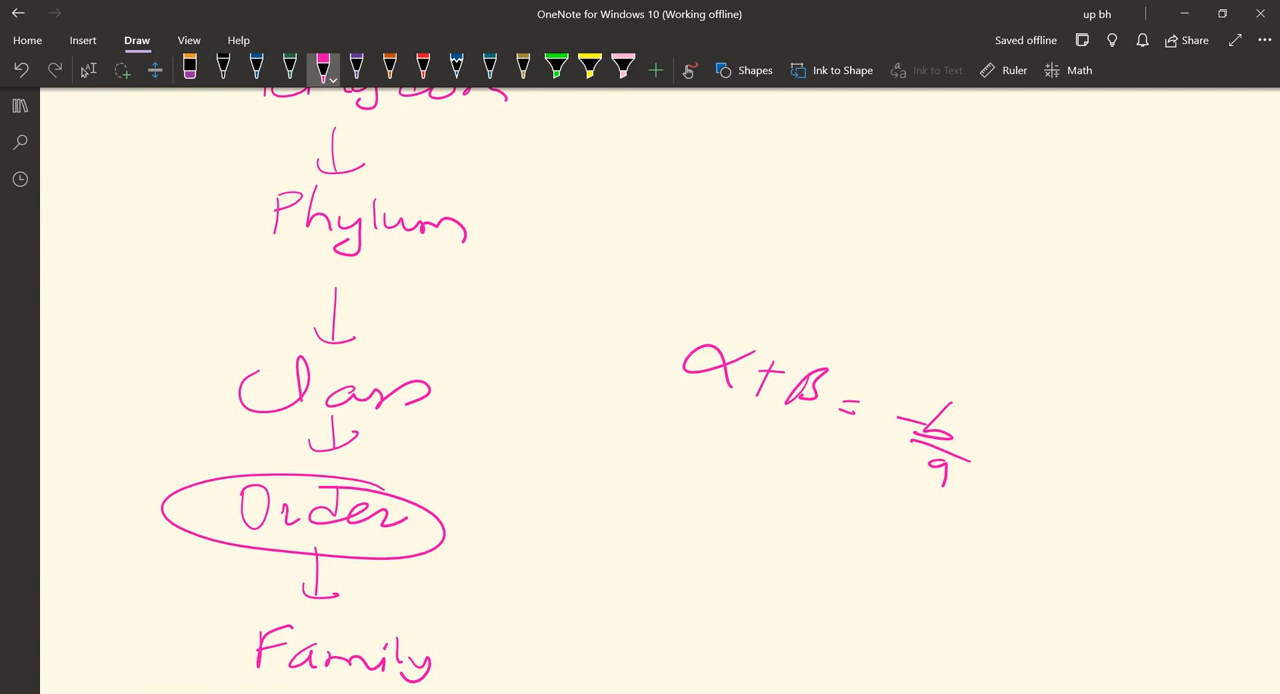 OneNote for Windows 10 (Working offline)
up bh
Home Insert Draw View Help
Saved offline
Share
Shapes Ink to Shape Ink to Text Ruler Math
Kingdom
↓
Phylum
↓
Class
↓
Order
↓
Family
α + β = -b/a